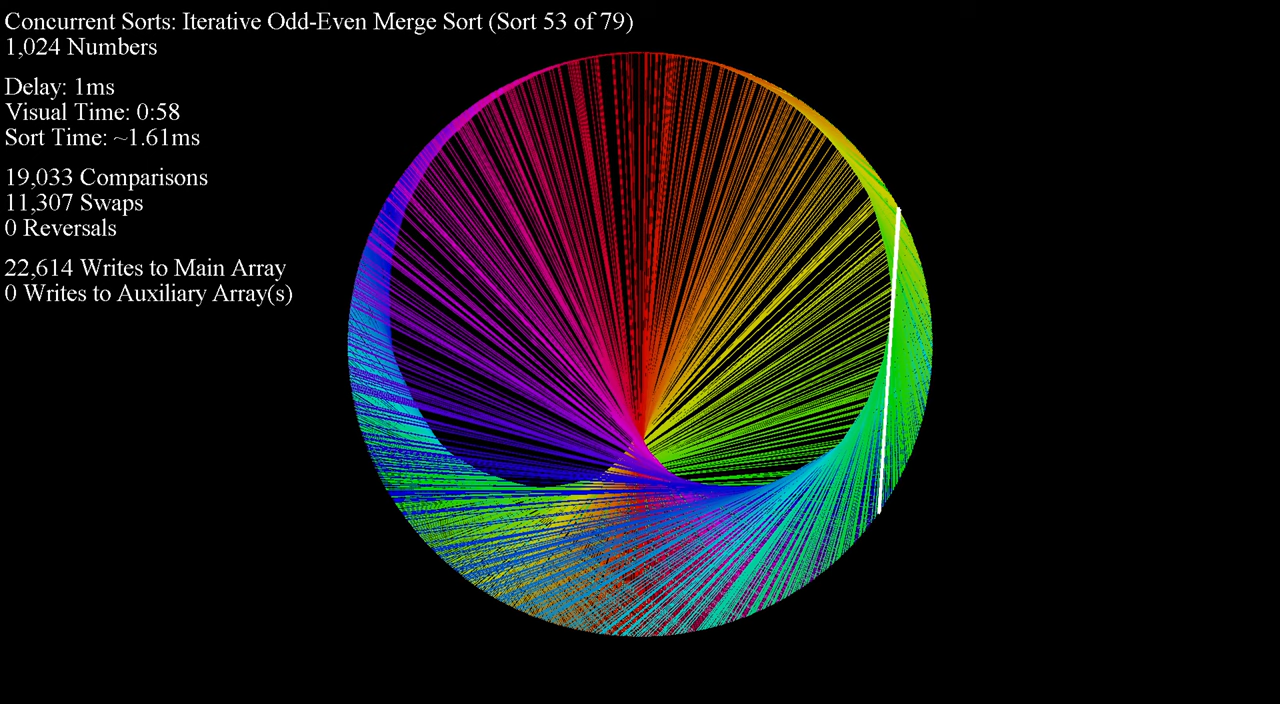 Concurrent Sorts: Iterative Odd-Even Merge Sort (Sort 53 of 79)
1,024 Numbers
Delay: 1ms
Visual Time: 0:58
Sort Time: ~1.61ms
19,033 Comparisons
11,307 Swaps
0 Reversals
22,614 Writes to Main Array
0 Writes to Auxiliary Array(s)